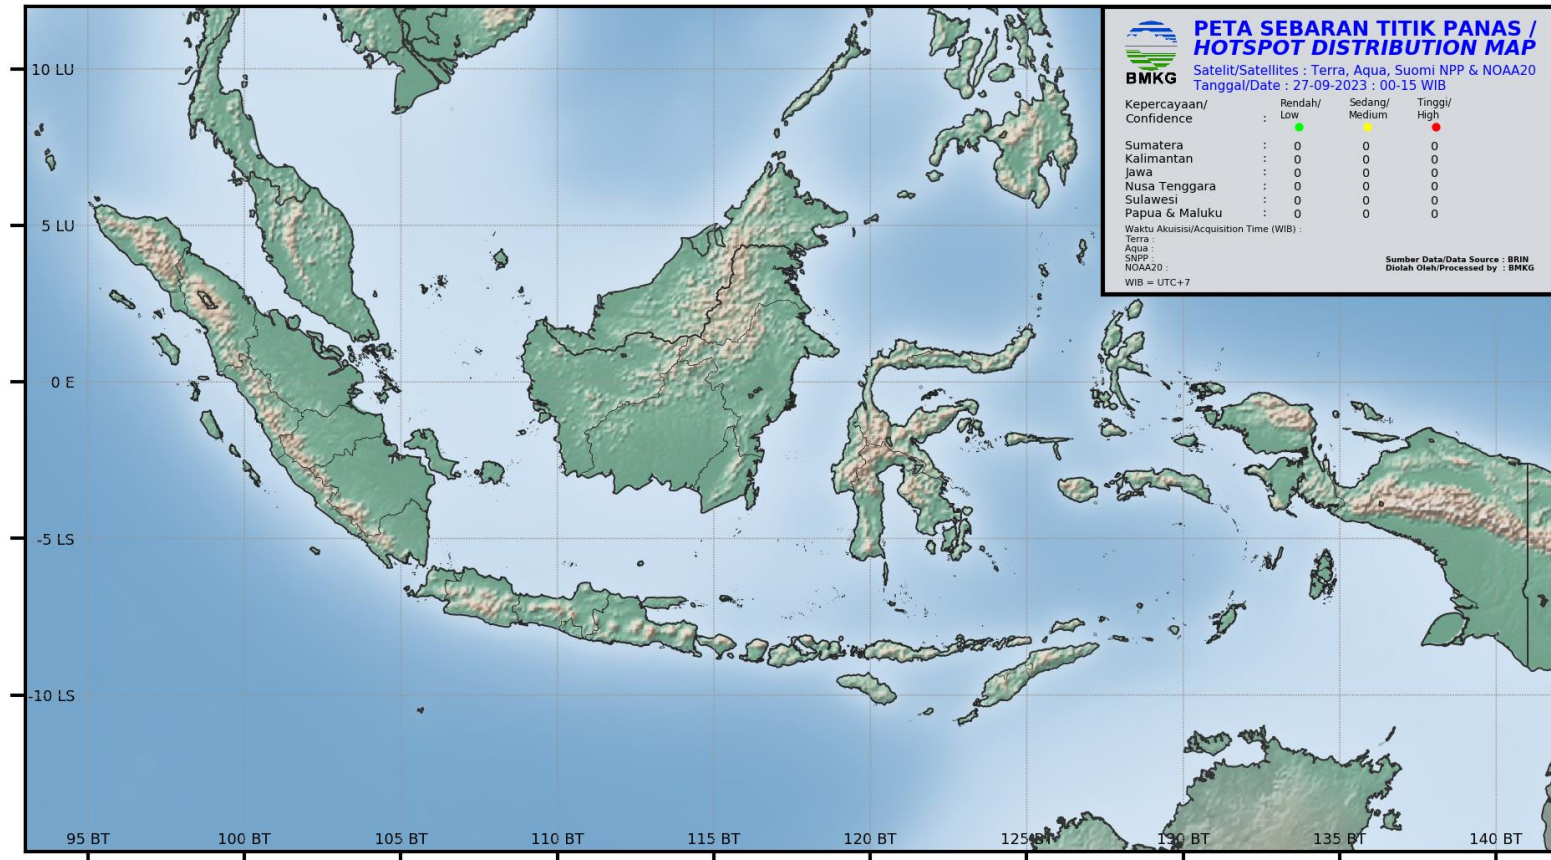 PETA SEBARAN TITIK PANAS /
HOTSPOT DISTRIBUTION MAP
BMKG
Satelit/Satellites : Terra, Aqua, Suomi NPP & NOAA20
Tanggal/Date : 27-09-2023 : 00-15 WIB
Kepercayaan/ Rendah/ Sedang/ Tinggi/
Confidence : Low Medium High
Sumatera : 0 0 0
Kalimantan : 0 0 0
Jawa : 0 0 0
Nusa Tenggara : 0 0 0
Sulawesi : 0 0 0
Papua & Maluku : 0 0 0
Waktu Akuisisi/Acquisition Time (WIB) :
Terra :
Aqua :
SNPP :
NOAA20 :
Sumber Data/Data Source : BRIN
Diolah Oleh/Processed by : BMKG
WIB = UTC+7
10 LU
5 LU
0 E
-5 LS
-10 LS
95 BT 100 BT 105 BT 110 BT 115 BT 120 BT 125 BT 130 BT 135 BT 140 BT